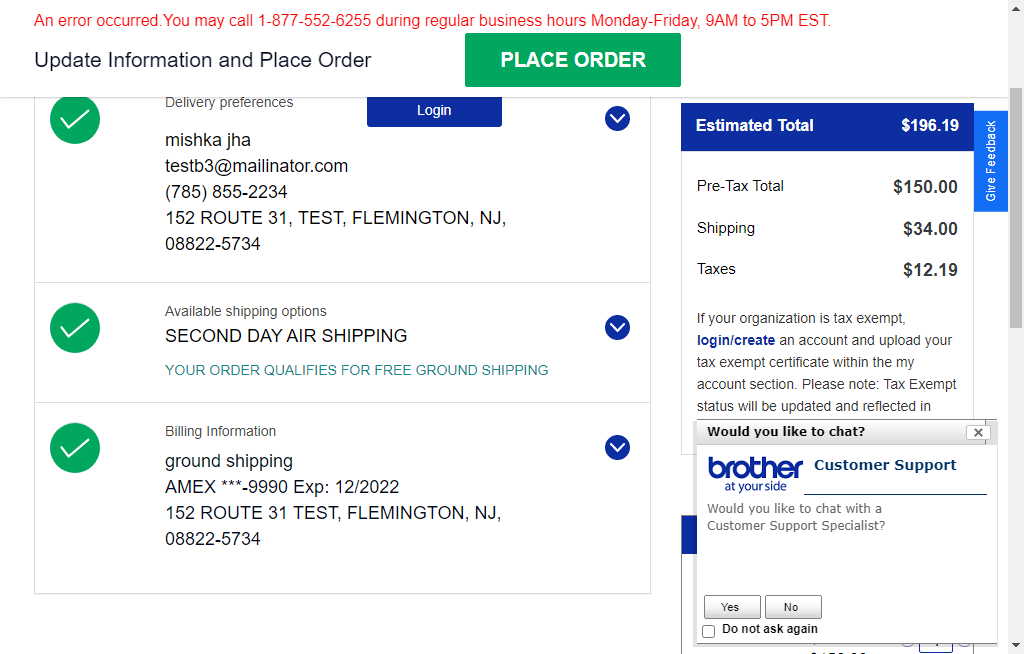 An error occurred.You may call 1-877-552-6255 during regular business hours Monday-Friday, 9AM to 5PM EST.
Update Information and Place Order
PLACE ORDER
Delivery preferences
Login
mishka jha
testb3@mailinator.com
(785) 855-2234
152 ROUTE 31, TEST, FLEMINGTON, NJ,
08822-5734
Available shipping options
SECOND DAY AIR SHIPPING
YOUR ORDER QUALIFIES FOR FREE GROUND SHIPPING
Billing Information
ground shipping
AMEX ***-9990 Exp: 12/2022
152 ROUTE 31 TEST, FLEMINGTON, NJ,
08822-5734
Estimated Total $196.19
Pre-Tax Total $150.00
Shipping $34.00
Taxes $12.19
If your organization is tax exempt,
login/create an account and upload your
tax exempt certificate within the my
account section. Please note: Tax Exempt
status will be updated and reflected in
Give Feedback
Would you like to chat?
brother
at your side
Customer Support
Would you like to chat with a
Customer Support Specialist?
Yes No
Do not ask again